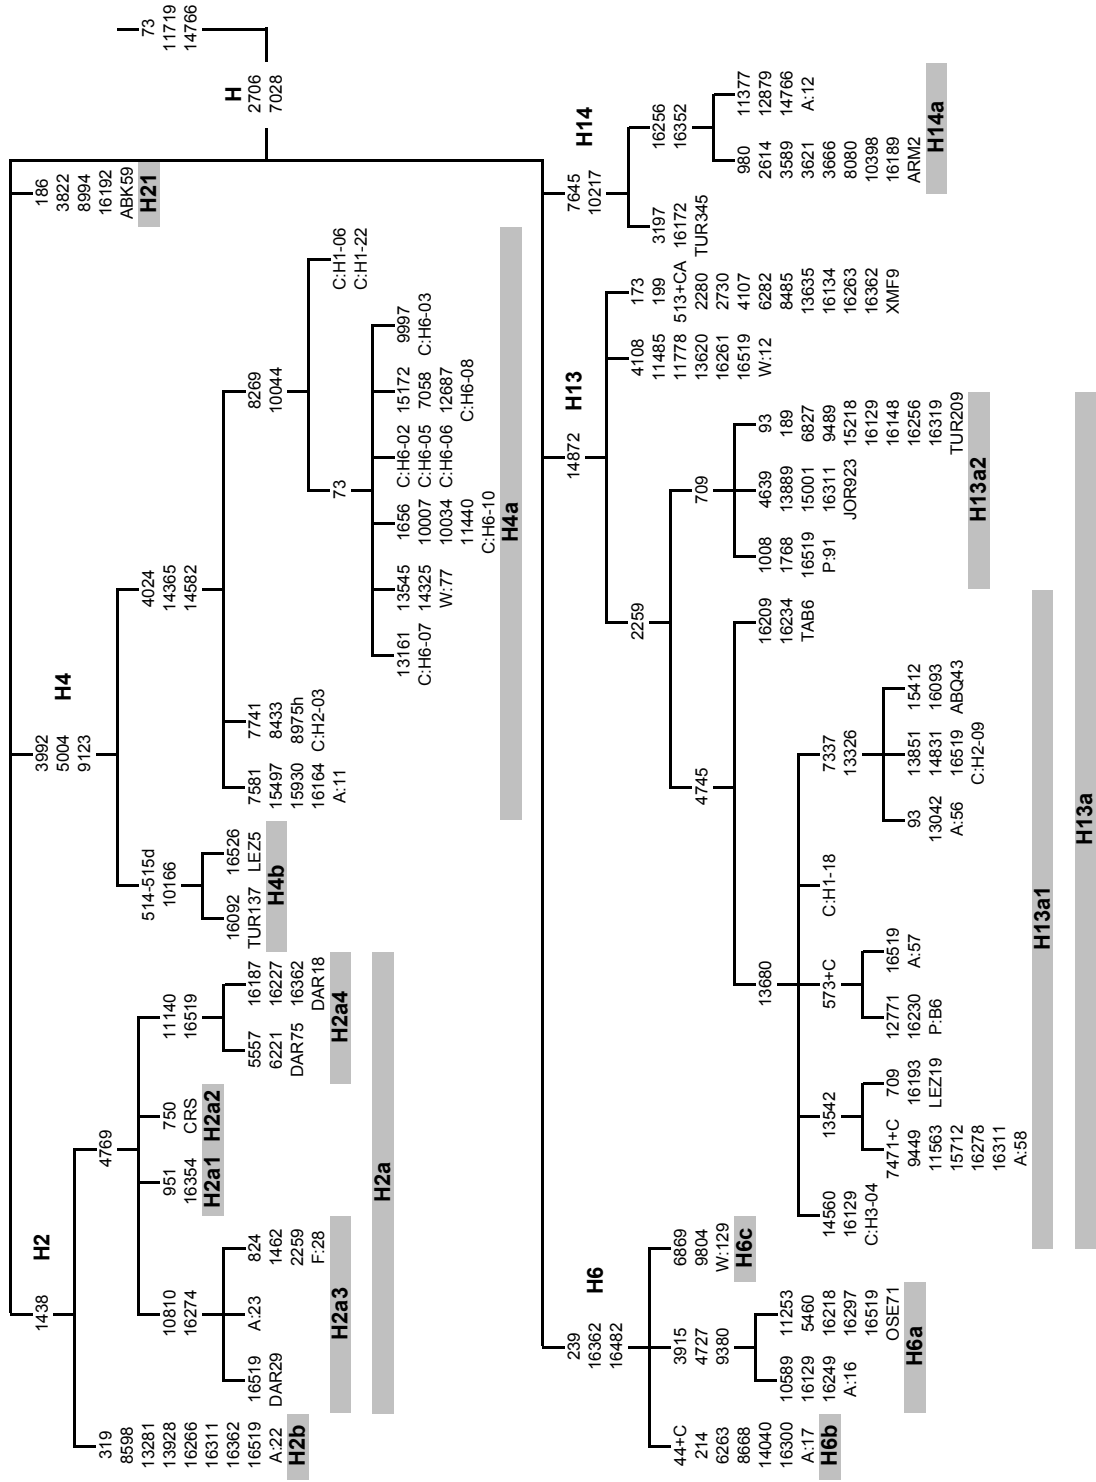 73
11719
14766
H
2706
7028
H2
1438
319
8598
13281
13928
16266
16311
16362
16519
A:22
H2b
4769
10810
16274
16519
DAR29
A:23
824
1462
2259
F:28
H2a3
951
16354
H2a1
750
CRS
H2a2
11140
16519
5557
6221
DAR75
16187
16227
16362
DAR18
H2a4
H2a
H4
3992
5004
9123
514-515d
10166
16092
TUR137
16526
LEZ5
H4b
4024
14365
14582
7581
15497
15930
16164
A:11
7741
8433
8975h
C:H2-03
8269
10044
73
13161
C:H6-07
13545
14325
W:77
1656
10007
10034
11440
C:H6-10
C:H6-02
C:H6-05
C:H6-06
15172
7058
12687
C:H6-08
9997
C:H6-03
C:H1-06
C:H1-22
H4a
186
3822
8994
16192
ABK59
H21
H6
239
16362
16482
44+C
214
6263
8668
14040
16300
A:17
H6b
3915
4727
9380
10589
16129
16249
A:16
11253
5460
16218
16297
16519
OSE71
H6a
6869
9804
W:129
H6c
H13
14872
2259
4745
13680
14560
16129
C:H3-04
13542
7471+C
9449
11563
15712
16278
16311
A:58
709
16193
LEZ19
573+C
12771
16230
P:B6
16519
A:57
C:H1-18
7337
13326
93
13042
A:56
13851
14831
16519
C:H2-09
15412
16093
ABQ43
16209
16234
TAB6
H13a1
709
1008
1768
16519
P:91
4639
13889
15001
16311
JOR923
93
189
6827
9489
15218
16129
16148
16256
16319
TUR209
H13a2
H13a
4108
11485
11778
13620
16261
16519
W:12
173
199
513+CA
2280
2730
4107
6282
8485
13635
16134
16263
16362
XMF9
H14
7645
10217
3197
16172
TUR345
16256
16352
980
2614
3589
3621
3666
8080
10398
16189
ARM2
11377
12879
14766
A:12
H14a